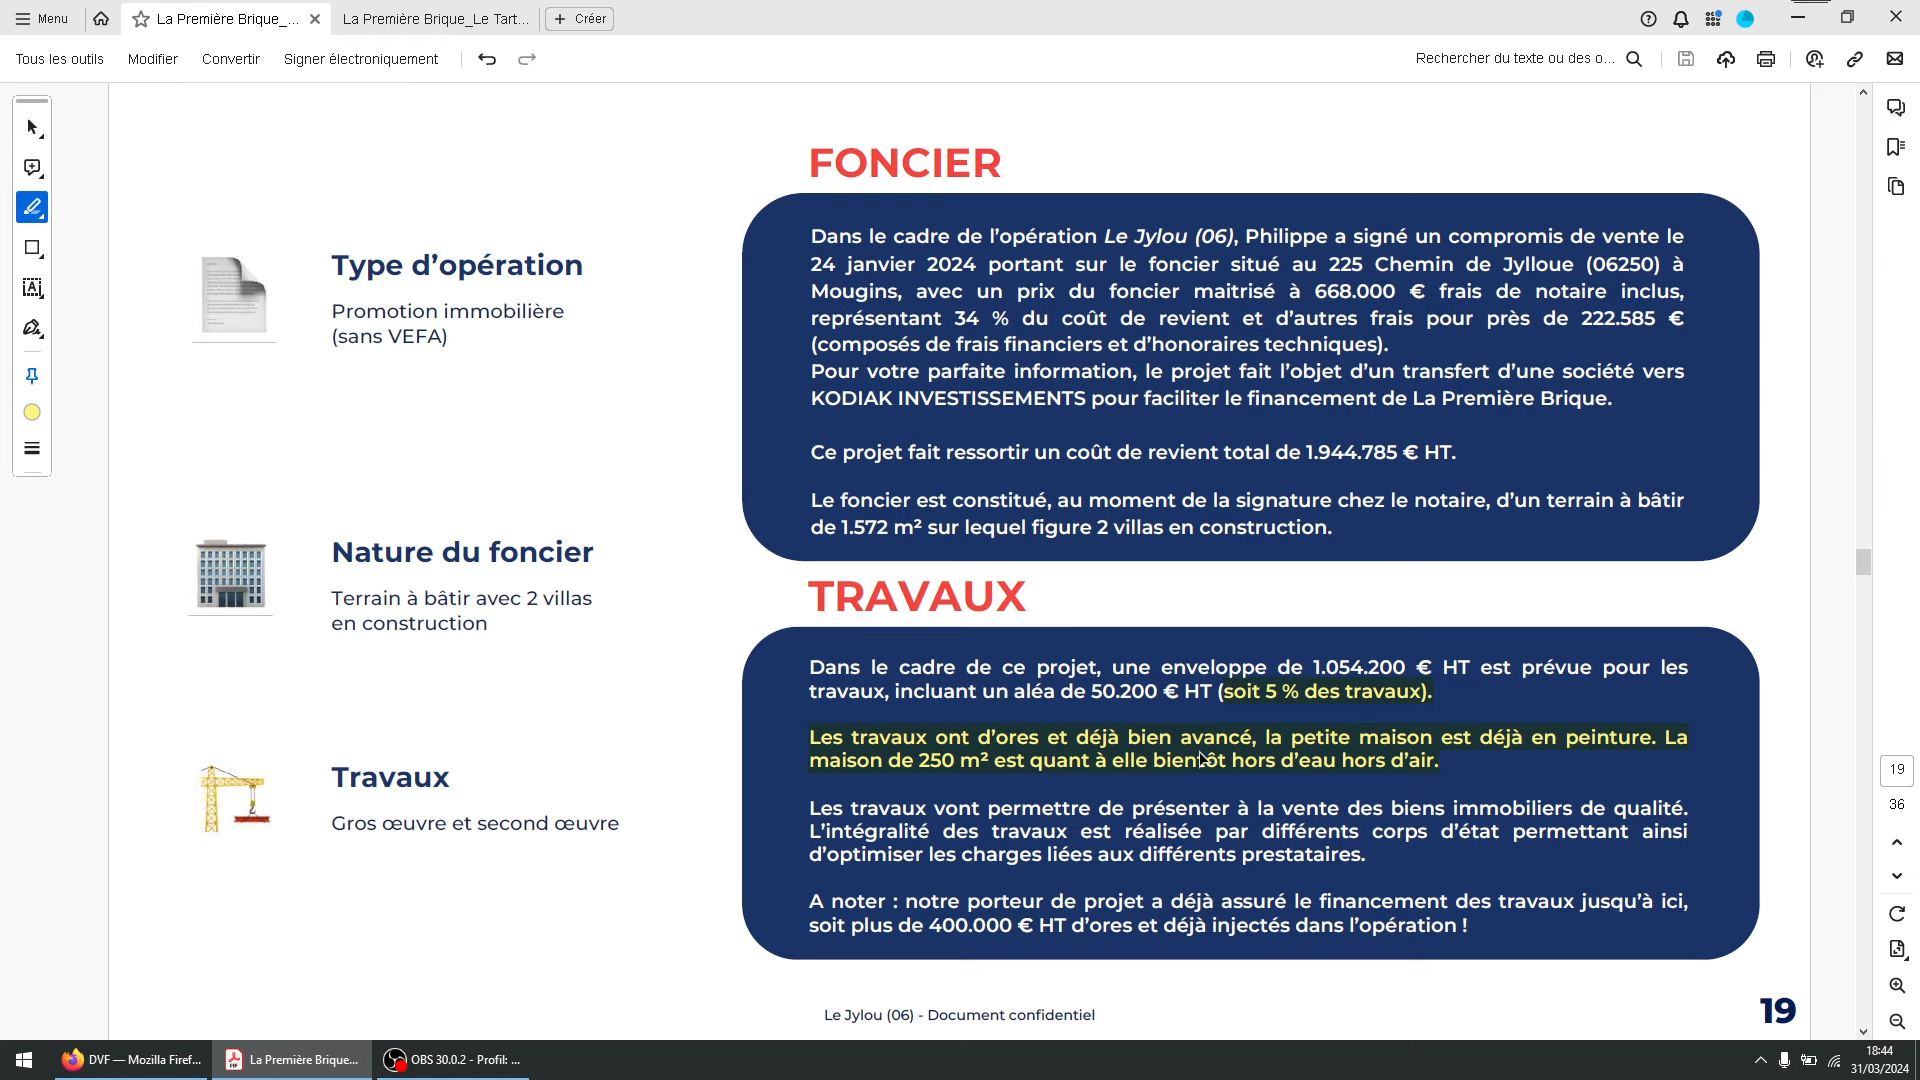 Menu
La Première Brique_...
La Première Brique_Le Tart...
Créer
Tous les outils
Modifier
Convertir
Signer électroniquement
Rechercher du texte ou des o...
FONCIER
Dans le cadre de l'opération Le Jylou (06), Philippe a signé un compromis de vente le
24 janvier 2024 portant sur le foncier situé au 225 Chemin de Jylloue (06250) à
Mougins, avec un prix du foncier maitrisé à 668.000 € frais de notaire inclus,
représentant 34 % du coût de revient et d'autres frais pour près de 222.585 €
(composés de frais financiers et d'honoraires techniques).
Pour votre parfaite information, le projet fait l'objet d'un transfert d'une société vers
KODIAK INVESTISSEMENTS pour faciliter le financement de La Première Brique.
Ce projet fait ressortir un coût de revient total de 1.944.785 € HT.
Le foncier est constitué, au moment de la signature chez le notaire, d'un terrain à bâtir
de 1.572 m² sur lequel figure 2 villas en construction.
Type d'opération
Promotion immobilière
(sans VEFA)
Nature du foncier
Terrain à bâtir avec 2 villas
en construction
Travaux
Gros œuvre et second œuvre
TRAVAUX
Dans le cadre de ce projet, une enveloppe de 1.054.200 € HT est prévue pour les
travaux, incluant un aléa de 50.200 € HT (soit 5 % des travaux).
Les travaux ont d'ores et déjà bien avancé, la petite maison est déjà en peinture. La
maison de 250 m² est quant à elle bientôt hors d'eau hors d'air.
Les travaux vont permettre de présenter à la vente des biens immobiliers de qualité.
L'intégralité des travaux est réalisée par différents corps d'état permettant ainsi
d'optimiser les charges liées aux différents prestataires.
A noter : notre porteur de projet a déjà assuré le financement des travaux jusqu'à ici,
soit plus de 400.000 € HT d'ores et déjà injectés dans l'opération !
Le Jylou (06) - Document confidentiel
19
19
36
DVF — Mozilla Firef...
La Première Brique...
OBS 30.0.2 - Profil: ...
18:44
31/03/2024